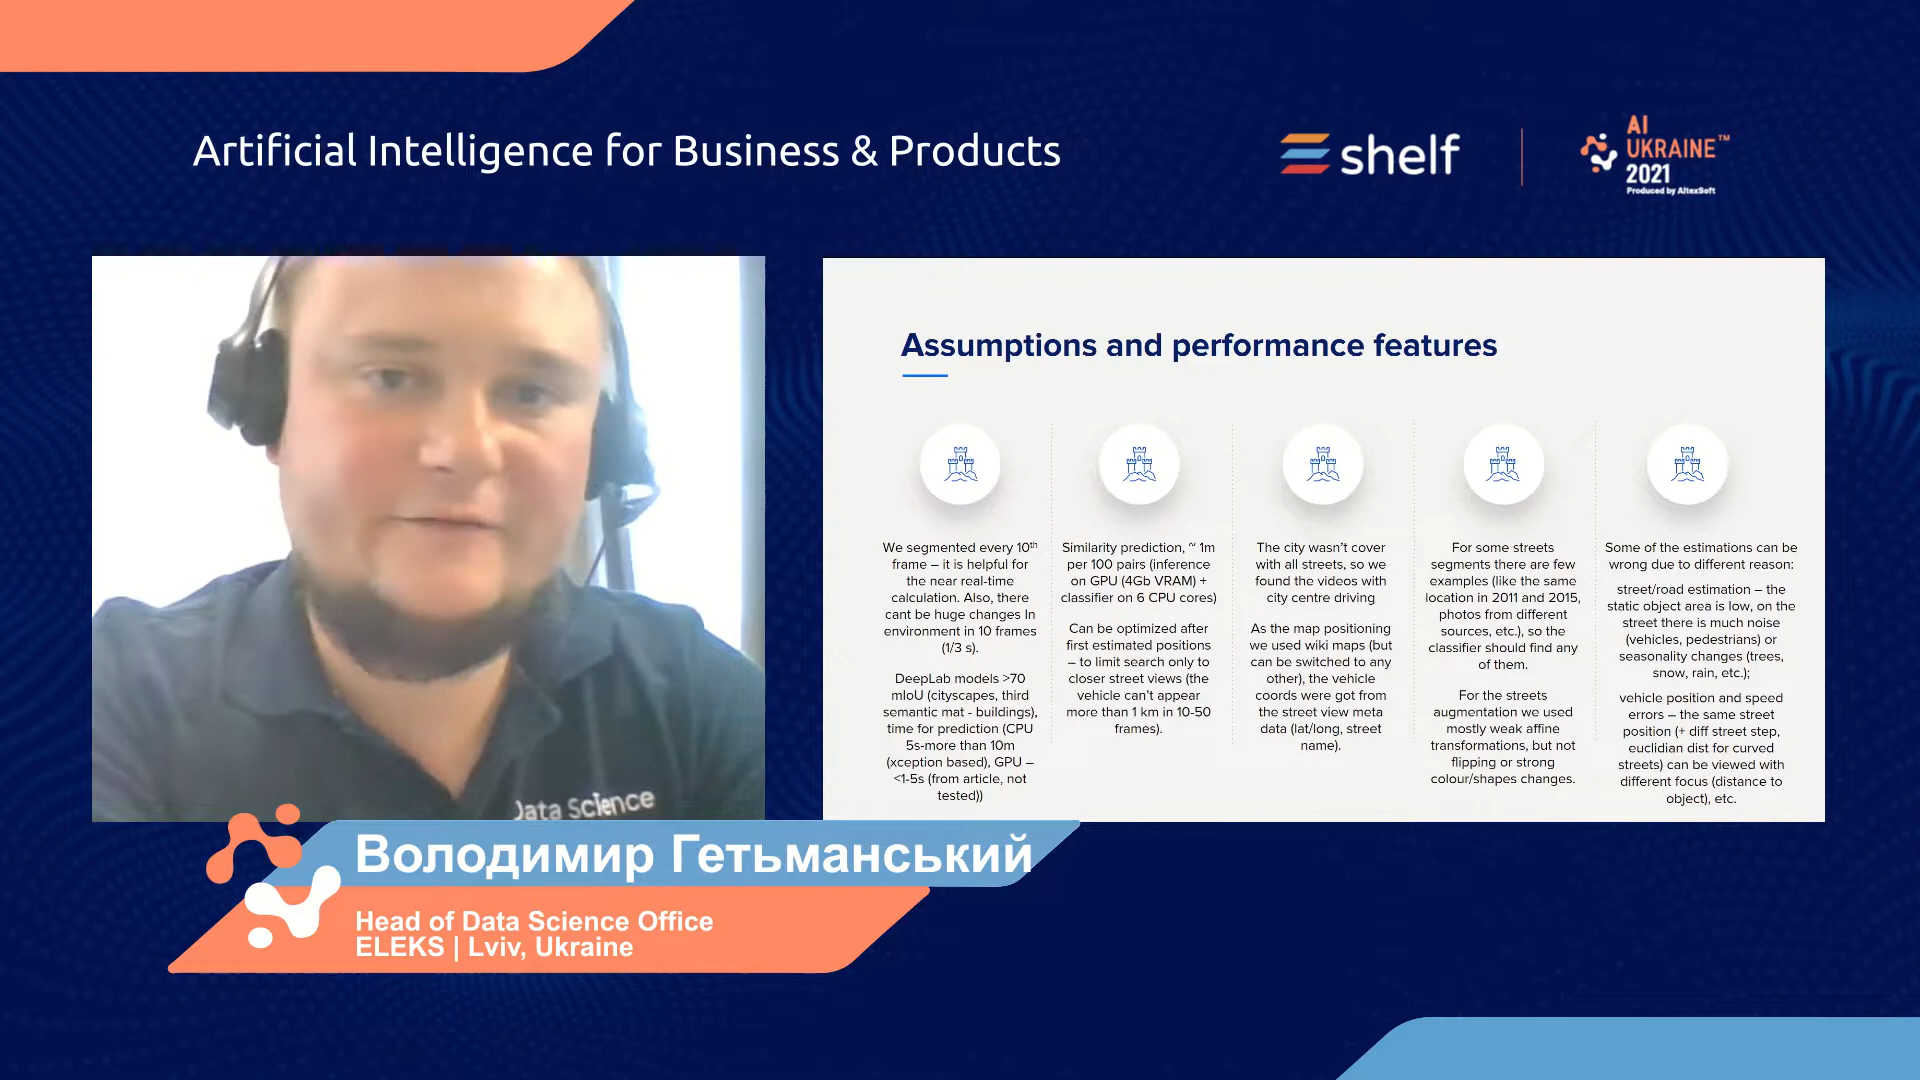 Artificial Intelligence for Business & Products
shelf
AI
UKRAINE™
2021
Produced by AltexSoft
Assumptions and performance features
We segmented every 10th
frame – it is helpful for
the near real-time
calculation. Also, there
cant be huge changes In
environment in 10 frames
(1/3 s).
DeepLab models >70
mIoU (cityscapes, third
semantic mat - buildings),
time for prediction (CPU
5s-more than 10m
(xception based), GPU –
<1-5s (from article, not
tested))
Similarity prediction, ~ 1m
per 100 pairs (inference
on GPU (4Gb VRAM) +
classifier on 6 CPU cores)
Can be optimized after
first estimated positions
– to limit search only to
closer street views (the
vehicle can't appear
more than 1 km in 10-50
frames).
The city wasn't cover
with all streets, so we
found the videos with
city centre driving
As the map positioning
we used wiki maps (but
can be switched to any
other), the vehicle
coords were got from
the street view meta
data (lat/long, street
name).
For some streets
segments there are few
examples (like the same
location in 2011 and 2015,
photos from different
sources, etc.), so the
classifier should find any
of them.
For the streets
augmentation we used
mostly weak affine
transformations, but not
flipping or strong
colour/shapes changes.
Some of the estimations can be
wrong due to different reason:
street/road estimation – the
static object area is low, on the
street there is much noise
(vehicles, pedestrians) or
seasonality changes (trees,
snow, rain, etc.);
vehicle position and speed
errors – the same street
position (+ diff street step,
euclidian dist for curved
streets) can be viewed with
different focus (distance to
object), etc.
Data Science
Володимир Гетьманський
Head of Data Science Office
ELEKS | Lviv, Ukraine